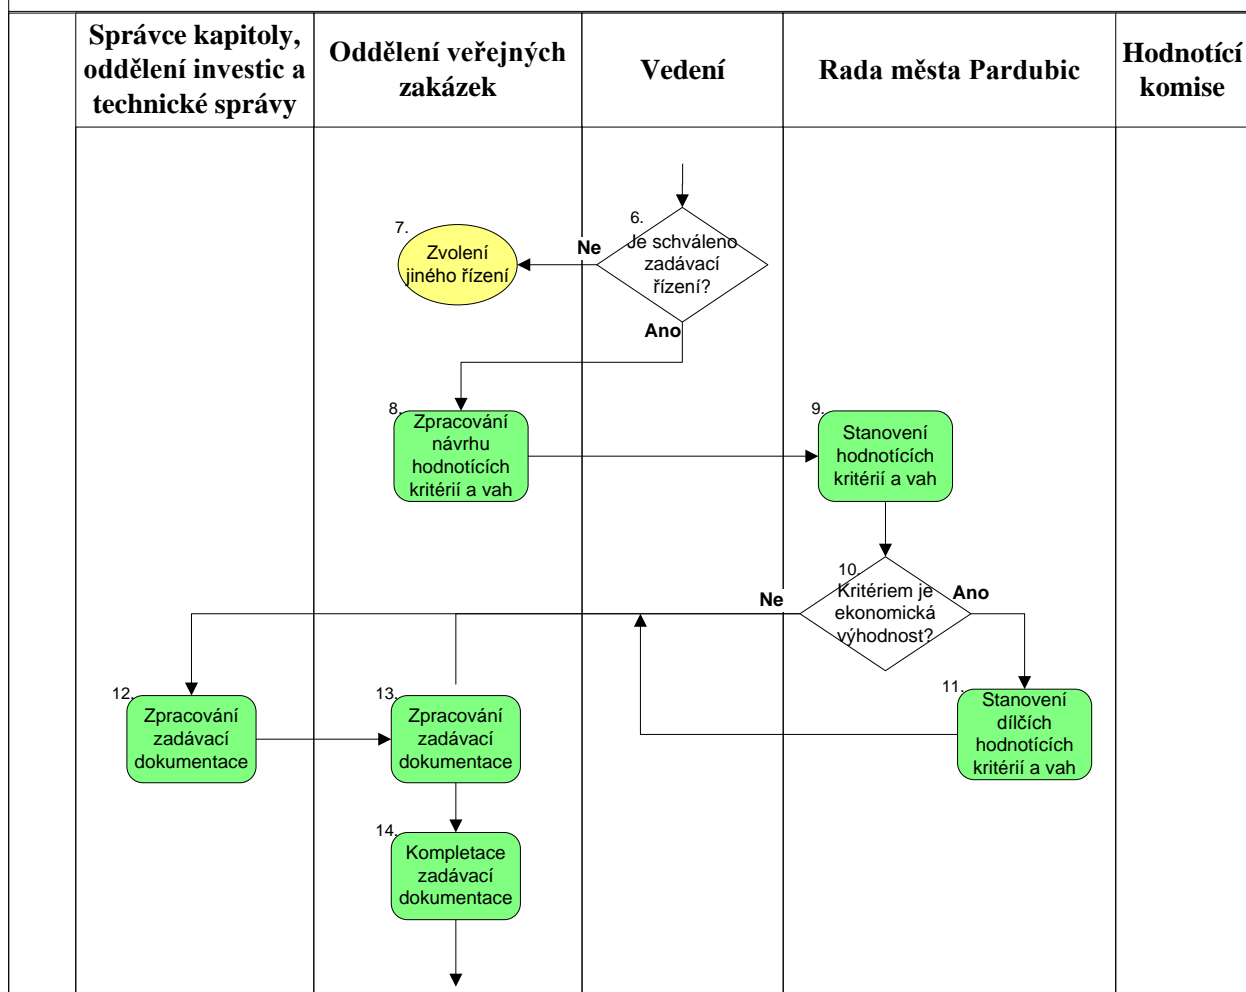 Správce kapitoly,
oddělení investic a
technické správy
Oddělení veřejných
zakázek
Vedení
Rada města Pardubic
Hodnotící
komise
6.
Je schváleno
zadávací
řízení?
Ne
Ano
7.
Zvolení
jiného řízení
8.
Zpracování
návrhu
hodnotících
kritérií a vah
9.
Stanovení
hodnotících
kritérií a vah
10.
Kritériem je
ekonomická
výhodnost?
Ne
Ano
11.
Stanovení
dílčích
hodnotících
kritérií a vah
12.
Zpracování
zadávací
dokumentace
13.
Zpracování
zadávací
dokumentace
14.
Kompletace
zadávací
dokumentace